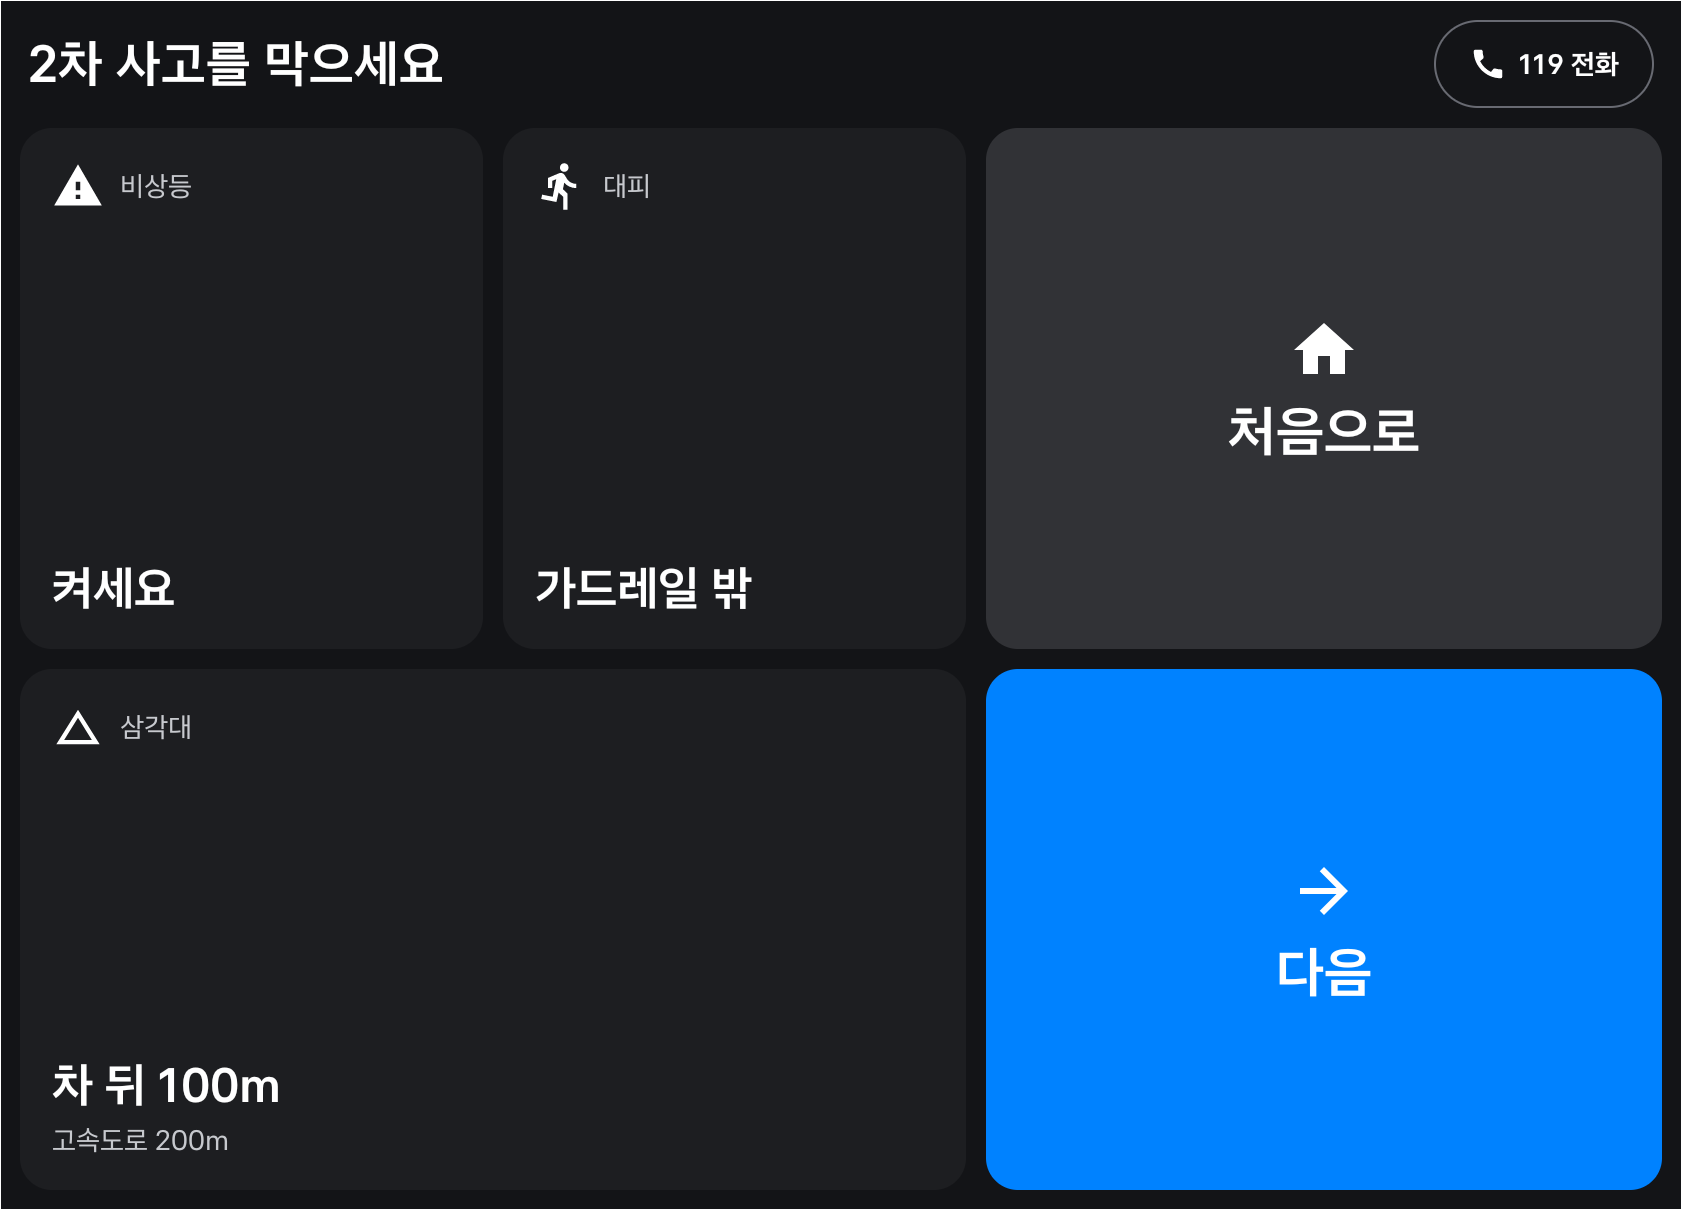 2차 사고를 막으세요
119 전화
비상등
켜세요
대피
가드레일 밖
처음으로
삼각대
차 뒤 100m
고속도로 200m
다음